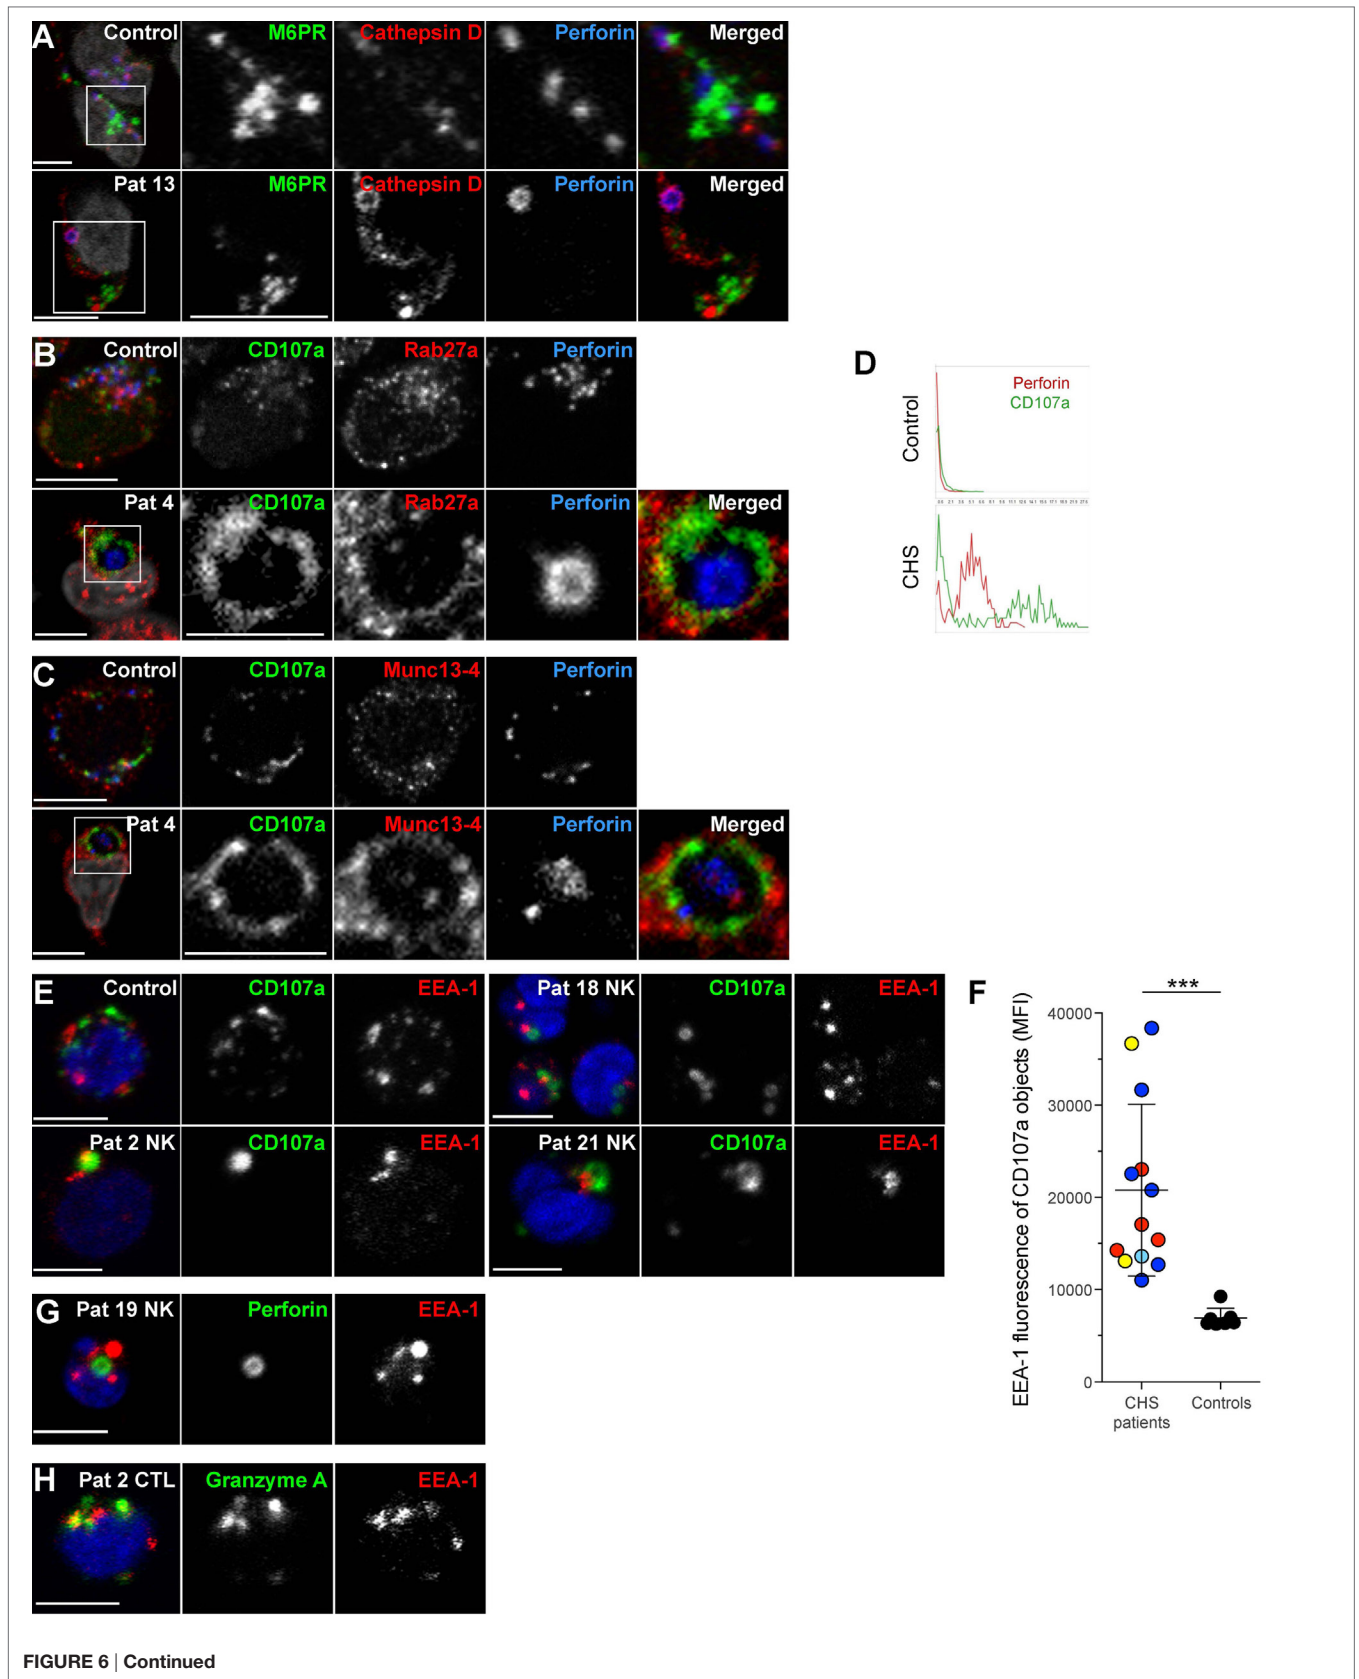 A Control M6PR Cathepsin D Perforin Merged
Pat 13 M6PR Cathepsin D Perforin Merged
B Control CD107a Rab27a Perforin
Pat 4 CD107a Rab27a Perforin Merged
D
Control
Perforin
CD107a
CHS
C Control CD107a Munc13-4 Perforin
Pat 4 CD107a Munc13-4 Perforin Merged
E Control CD107a EEA-1 Pat 18 NK CD107a EEA-1
Pat 2 NK CD107a EEA-1 Pat 21 NK CD107a EEA-1
F
EEA-1 fluorescence of CD107a objects (MFI)
***
40000
30000
20000
10000
0
CHS
patients
Controls
G Pat 19 NK Perforin EEA-1
H Pat 2 CTL Granzyme A EEA-1
FIGURE 6 | Continued